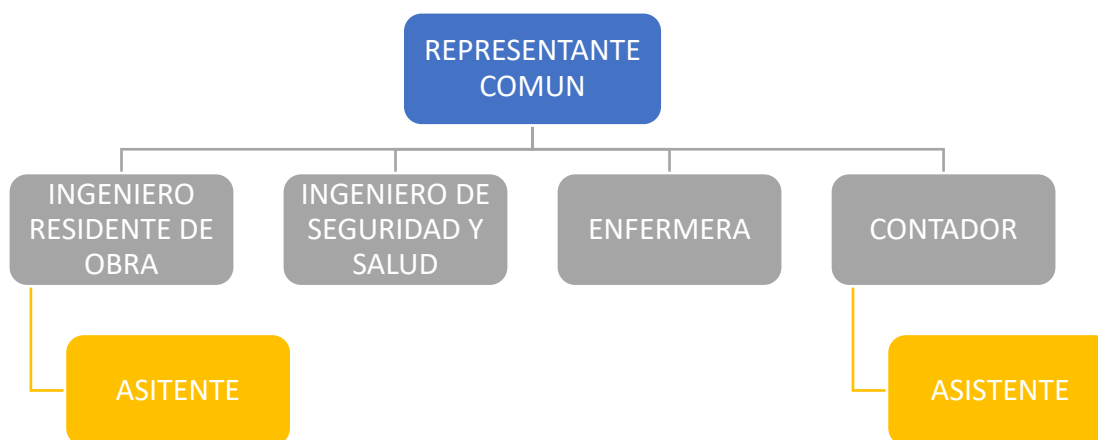 REPRESENTANTE
COMUN
INGENIERO
RESIDENTE DE
OBRA
INGENIERO DE
SEGURIDAD Y
SALUD
ENFERMERA
CONTADOR
ASITENTE
ASISTENTE